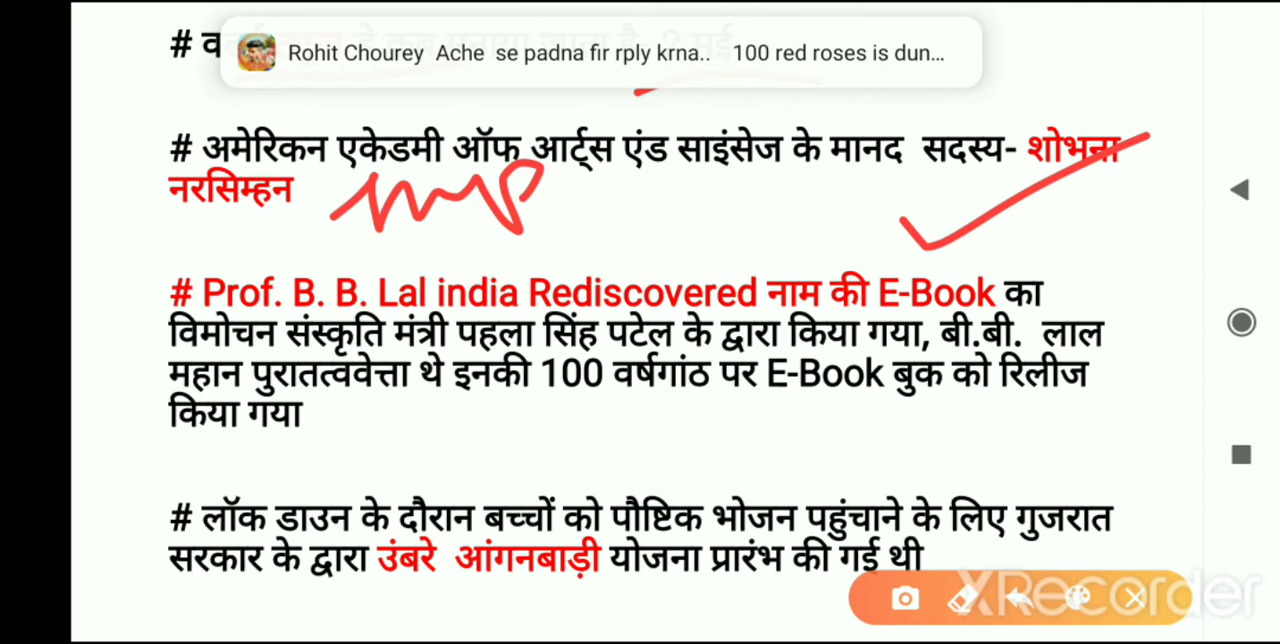 # व
Rohit Chourey Ache se padna fir rply krna.. 100 red roses is dun...
# अमेरिकन एकेडमी ऑफ आर्ट्स एंड साइंसेज के मानद सदस्य- शोभना
नरसिम्हन
Imp
# Prof. B. B. Lal india Rediscovered नाम की E-Book का
विमोचन संस्कृति मंत्री पहला सिंह पटेल के द्वारा किया गया, बी.बी. लाल
महान पुरातत्ववेत्ता थे इनकी 100 वर्षगांठ पर E-Book बुक को रिलीज
किया गया
# लॉक डाउन के दौरान बच्चों को पौष्टिक भोजन पहुंचाने के लिए गुजरात
सरकार के द्वारा उंबरे आंगनबाड़ी योजना प्रारंभ की गई थी
XRecorder